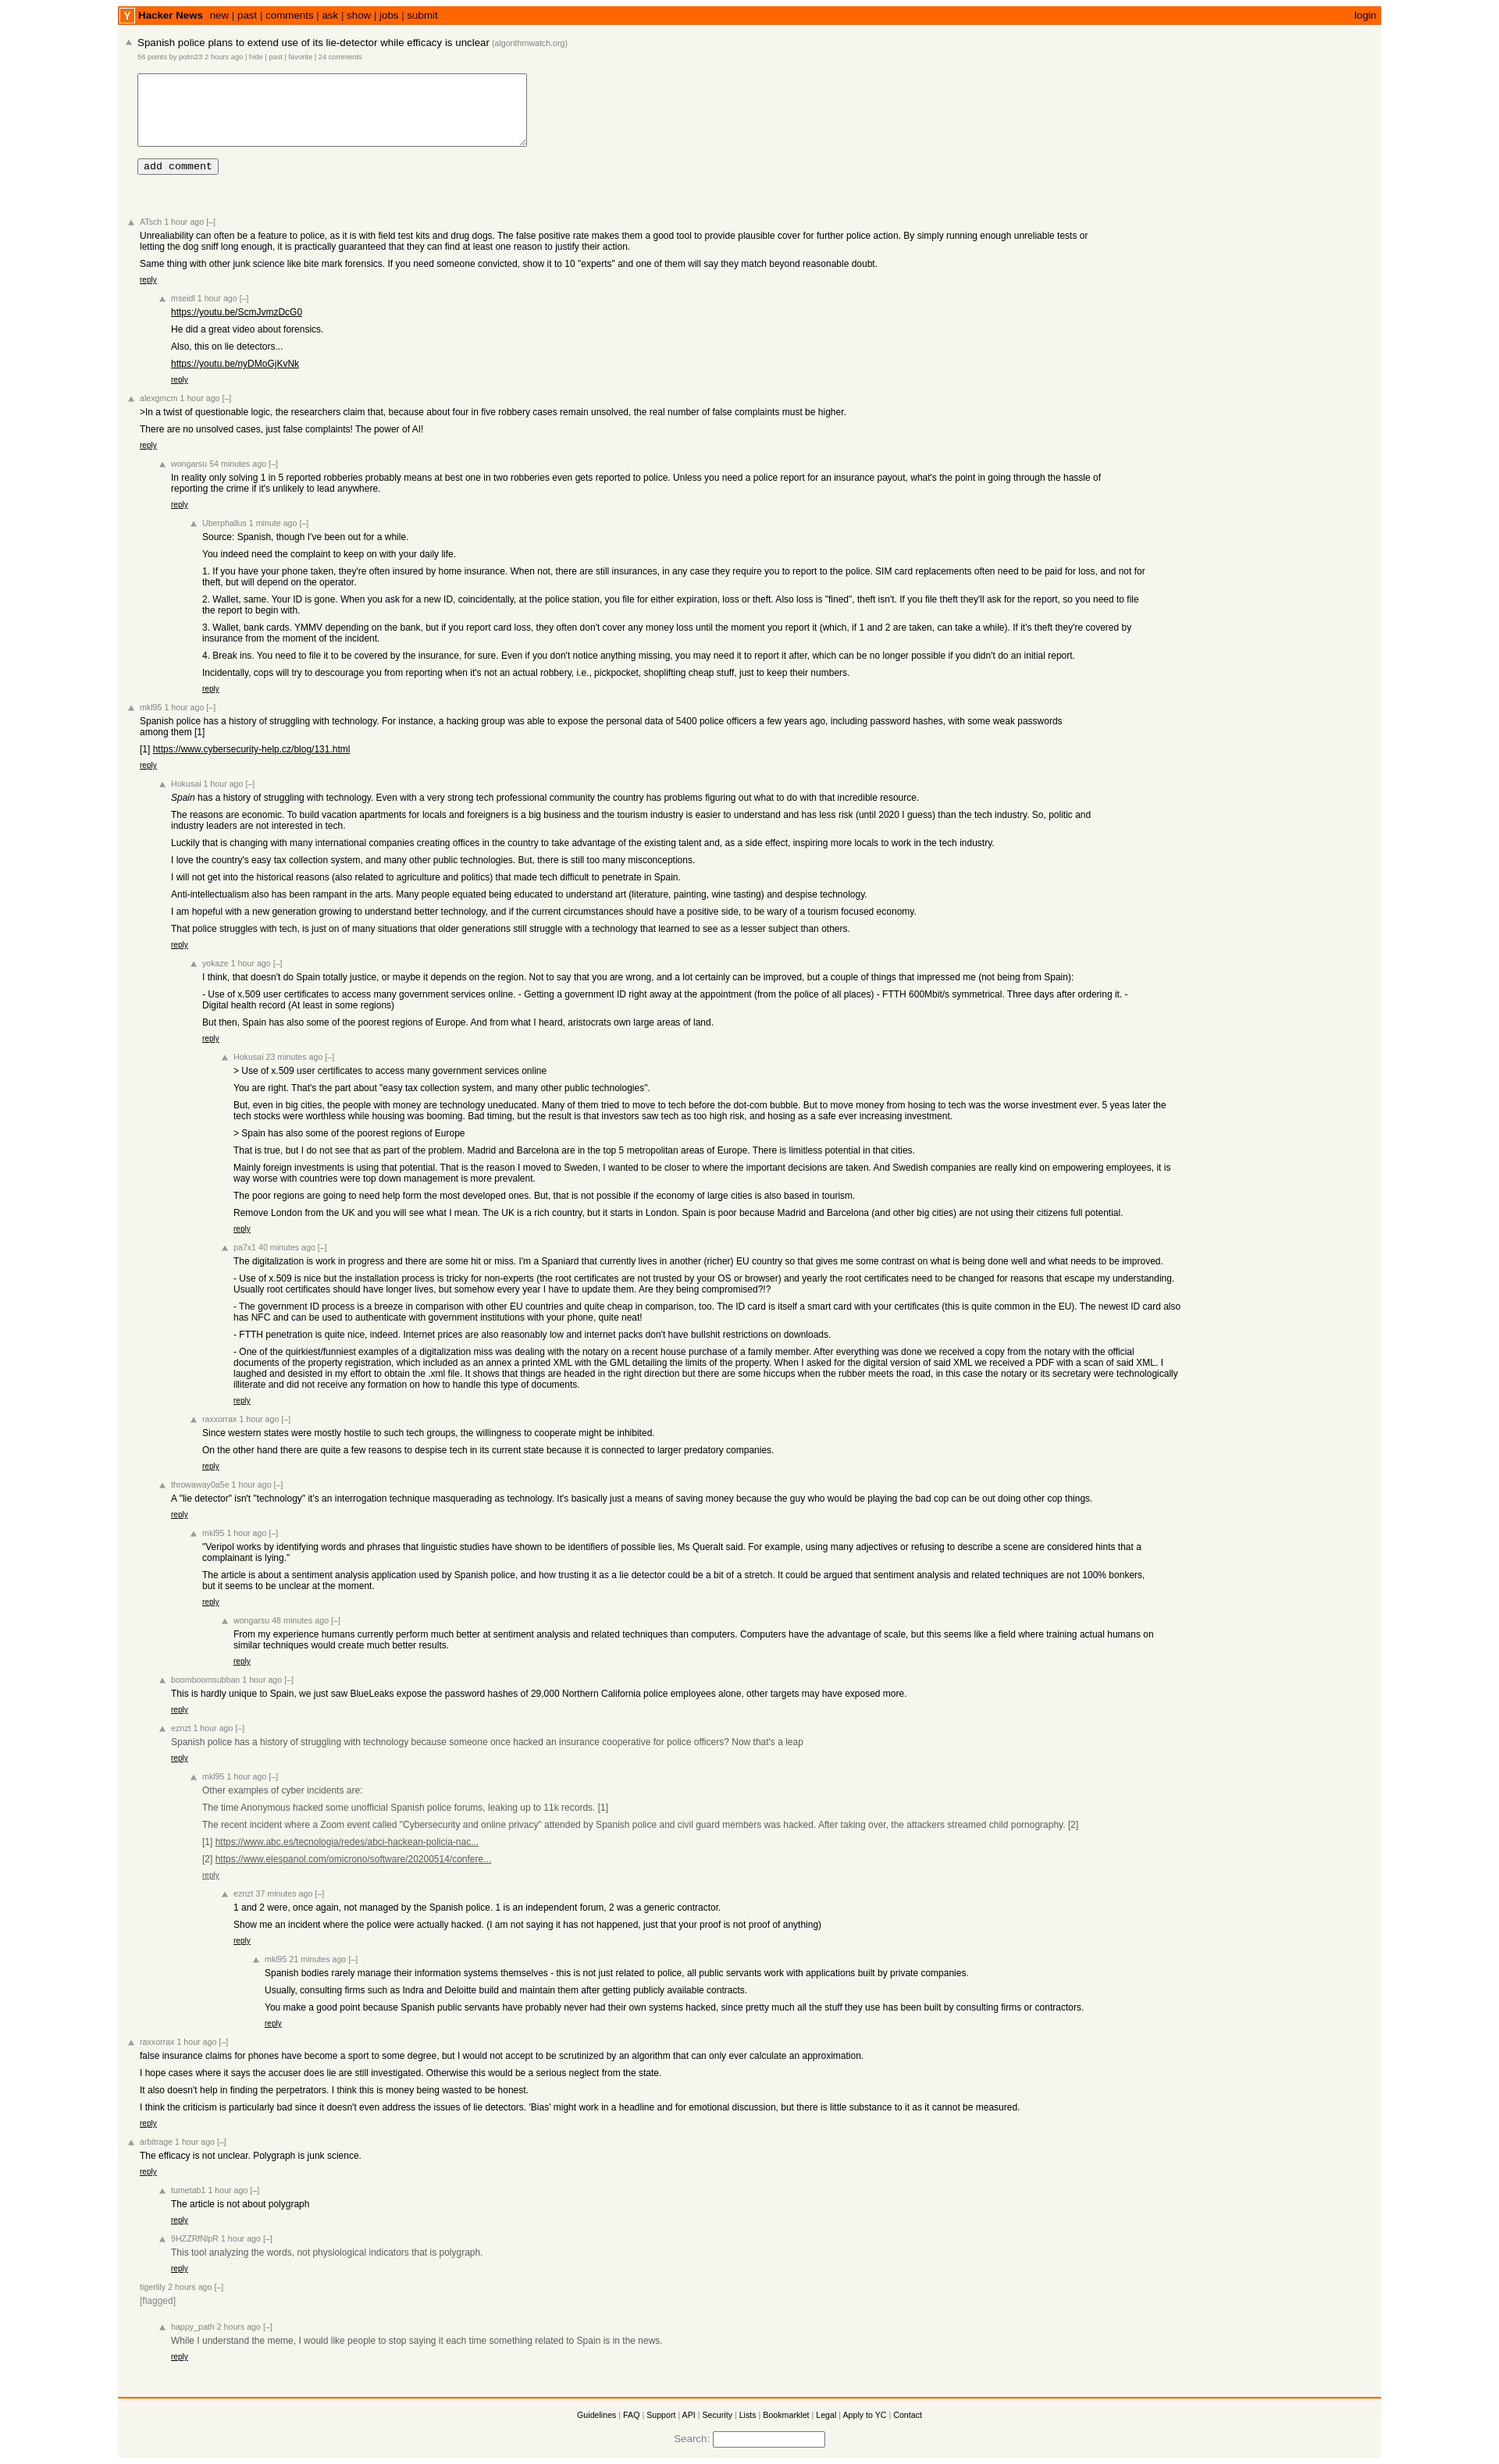 Y Hacker News new | past | comments | ask | show | jobs | submit login
Spanish police plans to extend use of its lie-detector while efficacy is unclear (algorithmwatch.org)
56 points by polm23 2 hours ago | hide | past | favorite | 24 comments
add comment
ATsch 1 hour ago [–]
Unrealiability can often be a feature to police, as it is with field test kits and drug dogs. The false positive rate makes them a good tool to provide plausible cover for further police action. By simply running enough unreliable tests or
letting the dog sniff long enough, it is practically guaranteed that they can find at least one reason to justify their action.
Same thing with other junk science like bite mark forensics. If you need someone convicted, show it to 10 "experts" and one of them will say they match beyond reasonable doubt.
reply
mseidl 1 hour ago [–]
https://youtu.be/ScmJvmzDcG0
He did a great video about forensics.
Also, this on lie detectors...
https://youtu.be/nyDMoGjKvNk
reply
alexgmcm 1 hour ago [–]
>In a twist of questionable logic, the researchers claim that, because about four in five robbery cases remain unsolved, the real number of false complaints must be higher.
There are no unsolved cases, just false complaints! The power of AI!
reply
wongarsu 54 minutes ago [–]
In reality only solving 1 in 5 reported robberies probably means at best one in two robberies even gets reported to police. Unless you need a police report for an insurance payout, what's the point in going through the hassle of
reporting the crime if it's unlikely to lead anywhere.
reply
Uberphallus 1 minute ago [–]
Source: Spanish, though I've been out for a while.
You indeed need the complaint to keep on with your daily life.
1. If you have your phone taken, they're often insured by home insurance. When not, there are still insurances, in any case they require you to report to the police. SIM card replacements often need to be paid for loss, and not for
theft, but will depend on the operator.
2. Wallet, same. Your ID is gone. When you ask for a new ID, coincidentally, at the police station, you file for either expiration, loss or theft. Also loss is "fined", theft isn't. If you file theft they'll ask for the report, so you need to file
the report to begin with.
3. Wallet, bank cards. YMMV depending on the bank, but if you report card loss, they often don't cover any money loss until the moment you report it (which, if 1 and 2 are taken, can take a while). If it's theft they're covered by
insurance from the moment of the incident.
4. Break ins. You need to file it to be covered by the insurance, for sure. Even if you don't notice anything missing, you may need it to report it after, which can be no longer possible if you didn't do an initial report.
Incidentally, cops will try to descourage you from reporting when it's not an actual robbery, i.e., pickpocket, shoplifting cheap stuff, just to keep their numbers.
reply
mkl95 1 hour ago [–]
Spanish police has a history of struggling with technology. For instance, a hacking group was able to expose the personal data of 5400 police officers a few years ago, including password hashes, with some weak passwords
among them [1]
[1] https://www.cybersecurity-help.cz/blog/131.html
reply
Hokusai 1 hour ago [–]
Spain has a history of struggling with technology. Even with a very strong tech professional community the country has problems figuring out what to do with that incredible resource.
The reasons are economic. To build vacation apartments for locals and foreigners is a big business and the tourism industry is easier to understand and has less risk (until 2020 I guess) than the tech industry. So, politic and
industry leaders are not interested in tech.
Luckily that is changing with many international companies creating offices in the country to take advantage of the existing talent and, as a side effect, inspiring more locals to work in the tech industry.
I love the country's easy tax collection system, and many other public technologies. But, there is still too many misconceptions.
I will not get into the historical reasons (also related to agriculture and politics) that made tech difficult to penetrate in Spain.
Anti-intellectualism also has been rampant in the arts. Many people equated being educated to understand art (literature, painting, wine tasting) and despise technology.
I am hopeful with a new generation growing to understand better technology, and if the current circumstances should have a positive side, to be wary of a tourism focused economy.
That police struggles with tech, is just on of many situations that older generations still struggle with a technology that learned to see as a lesser subject than others.
reply
yokaze 1 hour ago [–]
I think, that doesn't do Spain totally justice, or maybe it depends on the region. Not to say that you are wrong, and a lot certainly can be improved, but a couple of things that impressed me (not being from Spain):
- Use of x.509 user certificates to access many government services online. - Getting a government ID right away at the appointment (from the police of all places) - FTTH 600Mbit/s symmetrical. Three days after ordering it. -
Digital health record (At least in some regions)
But then, Spain has also some of the poorest regions of Europe. And from what I heard, aristocrats own large areas of land.
reply
Hokusai 23 minutes ago [–]
> Use of x.509 user certificates to access many government services online
You are right. That's the part about "easy tax collection system, and many other public technologies".
But, even in big cities, the people with money are technology uneducated. Many of them tried to move to tech before the dot-com bubble. But to move money from hosing to tech was the worse investment ever. 5 yeas later the
tech stocks were worthless while housing was booming. Bad timing, but the result is that investors saw tech as too high risk, and hosing as a safe ever increasing investment.
> Spain has also some of the poorest regions of Europe
That is true, but I do not see that as part of the problem. Madrid and Barcelona are in the top 5 metropolitan areas of Europe. There is limitless potential in that cities.
Mainly foreign investments is using that potential. That is the reason I moved to Sweden, I wanted to be closer to where the important decisions are taken. And Swedish companies are really kind on empowering employees, it is
way worse with countries were top down management is more prevalent.
The poor regions are going to need help form the most developed ones. But, that is not possible if the economy of large cities is also based in tourism.
Remove London from the UK and you will see what I mean. The UK is a rich country, but it starts in London. Spain is poor because Madrid and Barcelona (and other big cities) are not using their citizens full potential.
reply
pa7x1 40 minutes ago [–]
The digitalization is work in progress and there are some hit or miss. I'm a Spaniard that currently lives in another (richer) EU country so that gives me some contrast on what is being done well and what needs to be improved.
- Use of x.509 is nice but the installation process is tricky for non-experts (the root certificates are not trusted by your OS or browser) and yearly the root certificates need to be changed for reasons that escape my understanding.
Usually root certificates should have longer lives, but somehow every year I have to update them. Are they being compromised?!?
- The government ID process is a breeze in comparison with other EU countries and quite cheap in comparison, too. The ID card is itself a smart card with your certificates (this is quite common in the EU). The newest ID card also
has NFC and can be used to authenticate with government institutions with your phone, quite neat!
- FTTH penetration is quite nice, indeed. Internet prices are also reasonably low and internet packs don't have bullshit restrictions on downloads.
- One of the quirkiest/funniest examples of a digitalization miss was dealing with the notary on a recent house purchase of a family member. After everything was done we received a copy from the notary with the official
documents of the property registration, which included as an annex a printed XML with the GML detailing the limits of the property. When I asked for the digital version of said XML we received a PDF with a scan of said XML. I
laughed and desisted in my effort to obtain the .xml file. It shows that things are headed in the right direction but there are some hiccups when the rubber meets the road, in this case the notary or its secretary were technologically
illiterate and did not receive any formation on how to handle this type of documents.
reply
raxxorrax 1 hour ago [–]
Since western states were mostly hostile to such tech groups, the willingness to cooperate might be inhibited.
On the other hand there are quite a few reasons to despise tech in its current state because it is connected to larger predatory companies.
reply
throwaway0a5e 1 hour ago [–]
A "lie detector" isn't "technology" it's an interrogation technique masquerading as technology. It's basically just a means of saving money because the guy who would be playing the bad cop can be out doing other cop things.
reply
mkl95 1 hour ago [–]
"Veripol works by identifying words and phrases that linguistic studies have shown to be identifiers of possible lies, Ms Queralt said. For example, using many adjectives or refusing to describe a scene are considered hints that a
complainant is lying."
The article is about a sentiment analysis application used by Spanish police, and how trusting it as a lie detector could be a bit of a stretch. It could be argued that sentiment analysis and related techniques are not 100% bonkers,
but it seems to be unclear at the moment.
reply
wongarsu 48 minutes ago [–]
From my experience humans currently perform much better at sentiment analysis and related techniques than computers. Computers have the advantage of scale, but this seems like a field where training actual humans on
similar techniques would create much better results.
reply
boomboomsubban 1 hour ago [–]
This is hardly unique to Spain, we just saw BlueLeaks expose the password hashes of 29,000 Northern California police employees alone, other targets may have exposed more.
reply
eznzt 1 hour ago [–]
Spanish police has a history of struggling with technology because someone once hacked an insurance cooperative for police officers? Now that's a leap
reply
mkl95 1 hour ago [–]
Other examples of cyber incidents are:
The time Anonymous hacked some unofficial Spanish police forums, leaking up to 11k records. [1]
The recent incident where a Zoom event called "Cybersecurity and online privacy" attended by Spanish police and civil guard members was hacked. After taking over, the attackers streamed child pornography. [2]
[1] https://www.abc.es/tecnologia/redes/abci-hackean-policia-nac...
[2] https://www.elespanol.com/omicrono/software/20200514/confere...
reply
eznzt 37 minutes ago [–]
1 and 2 were, once again, not managed by the Spanish police. 1 is an independent forum, 2 was a generic contractor.
Show me an incident where the police were actually hacked. (I am not saying it has not happened, just that your proof is not proof of anything)
reply
mkl95 21 minutes ago [–]
Spanish bodies rarely manage their information systems themselves - this is not just related to police, all public servants work with applications built by private companies.
Usually, consulting firms such as Indra and Deloitte build and maintain them after getting publicly available contracts.
You make a good point because Spanish public servants have probably never had their own systems hacked, since pretty much all the stuff they use has been built by consulting firms or contractors.
reply
raxxorrax 1 hour ago [–]
false insurance claims for phones have become a sport to some degree, but I would not accept to be scrutinized by an algorithm that can only ever calculate an approximation.
I hope cases where it says the accuser does lie are still investigated. Otherwise this would be a serious neglect from the state.
It also doesn't help in finding the perpetrators. I think this is money being wasted to be honest.
I think the criticism is particularly bad since it doesn't even address the issues of lie detectors. 'Bias' might work in a headline and for emotional discussion, but there is little substance to it as it cannot be measured.
reply
arbitrage 1 hour ago [–]
The efficacy is not unclear. Polygraph is junk science.
reply
tumetab1 1 hour ago [–]
The article is not about polygraph
reply
9HZZRfNlpR 1 hour ago [–]
This tool analyzing the words, not physiological indicators that is polygraph.
reply
tigerlily 2 hours ago [–]
[flagged]
happy_path 2 hours ago [–]
While I understand the meme, I would like people to stop saying it each time something related to Spain is in the news.
reply
Guidelines | FAQ | Support | API | Security | Lists | Bookmarklet | Legal | Apply to YC | Contact
Search: